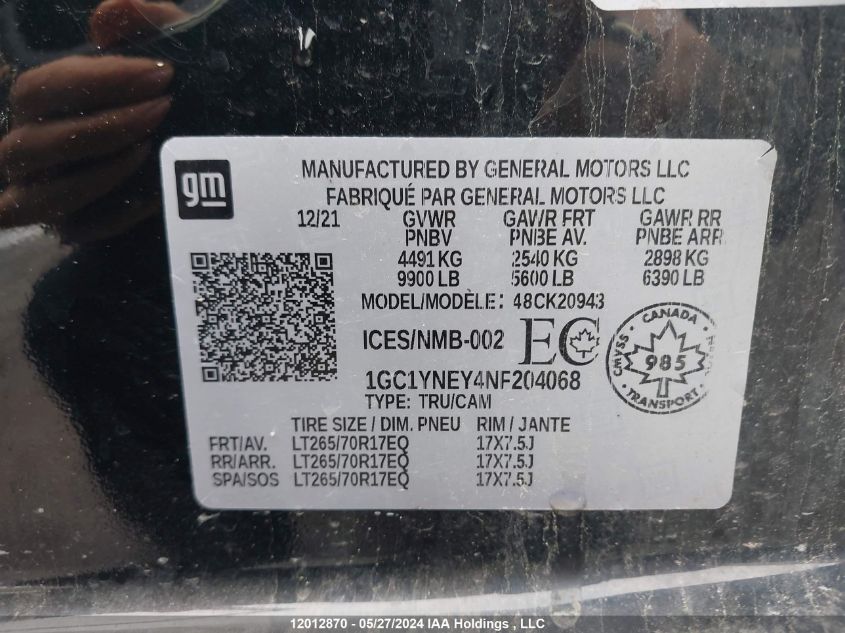 gm
MANUFACTURED BY GENERAL MOTORS LLC
FABRIQUÉ PAR GENERAL MOTORS LLC
12/21 GVWR GAWR FRT GAWR RR
PNBV PNBE AV. PNBE ARR
4491 KG 2540 KG 2898 KG
9900 LB 5600 LB 6390 LB
MODEL/MODÈLE: 48CK20943
ICES/NMB-002 EC
CANADA
985
TRANSPORT
1GC1YNEY4NF204068
TYPE: TRU/CAM
TIRE SIZE / DIM. PNEU RIM / JANTE
FRT/AV. LT265/70R17EQ 17X7.5J
RR/ARR. LT265/70R17EQ 17X7.5J
SPA/SOS LT265/70R17EQ 17X7.5J
12012870 - 05/27/2024 IAA Holdings, LLC